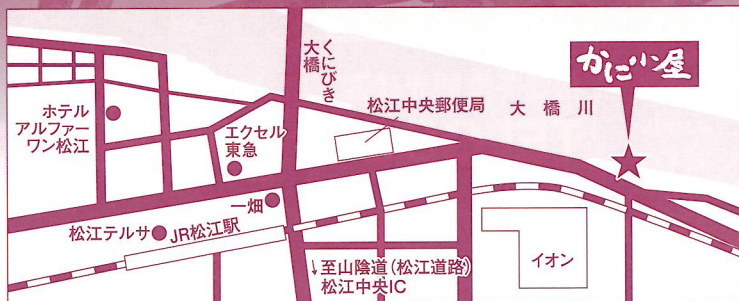 くにびき
大橋
かに小屋
ホテル
アルファー
ワン松江
エクセル
東急
松江中央郵便局
大橋川
一畑
松江テルサ
JR松江駅
イオン
↓至山陰道(松江道路)
松江中央IC